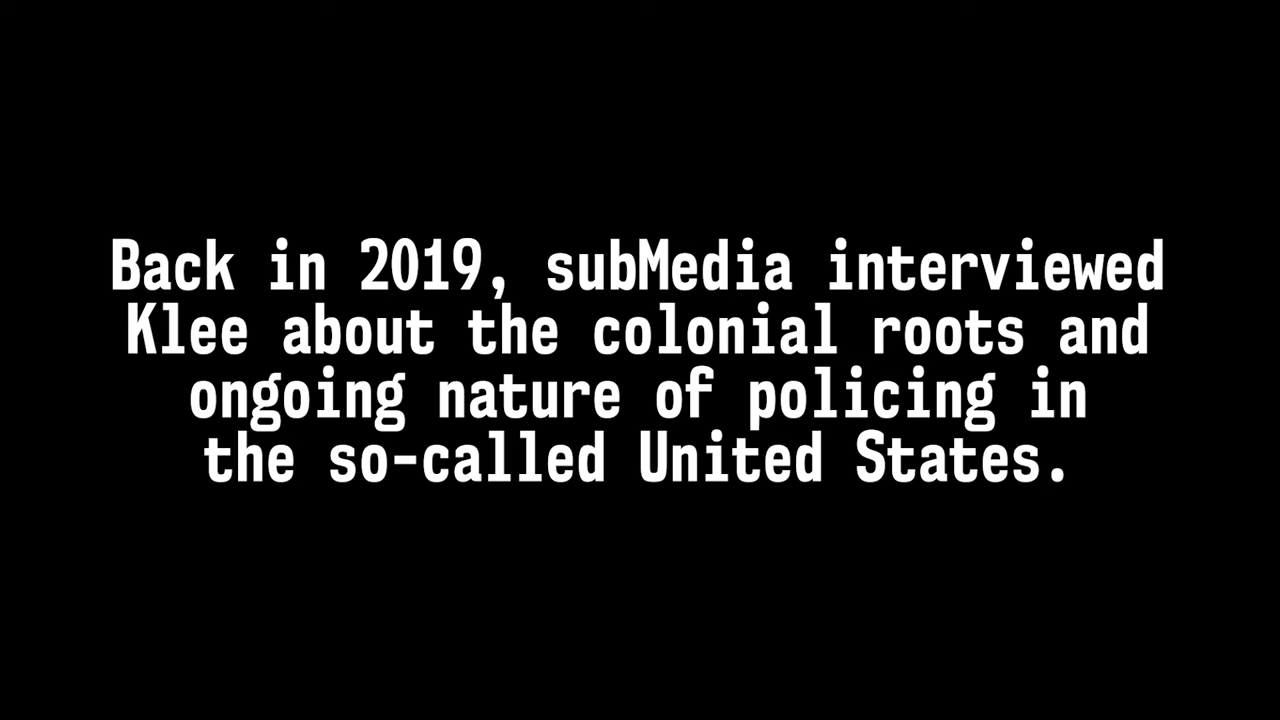 Back in 2019, subMedia interviewed
Klee about the colonial roots and
ongoing nature of policing in
the so-called United States.